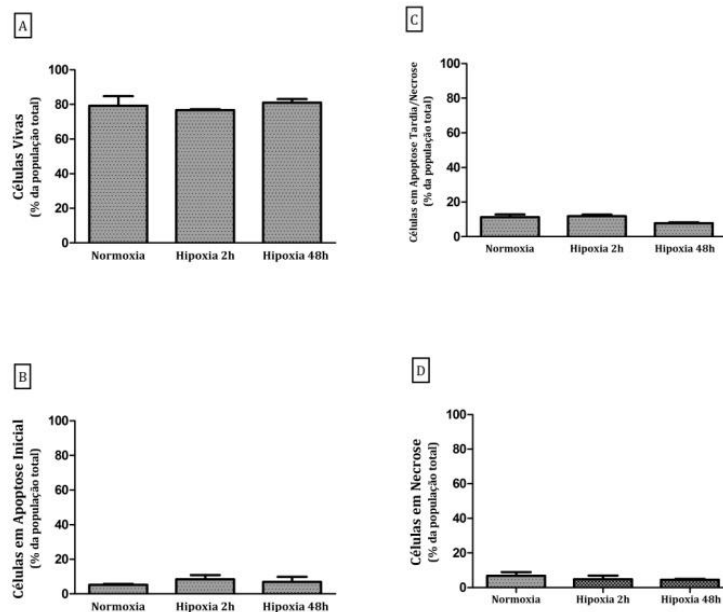 A
Células Vivas
(% da população total)
100
80
60
40
20
0
Normoxia Hipoxia 2h Hipoxia 48h
B
Células em Apoptose Inicial
(% da população total)
100
80
60
40
20
0
Normoxia Hipoxia 2h Hipoxia 48h
C
Células em Apoptose Tardia/Necrose
(% da população total)
100
80
60
40
20
0
Normoxia Hipoxia 2h Hipoxia 48h
D
Células em Necrose
(% da população total)
100
80
60
40
20
0
Normoxia Hipoxia 2h Hipoxia 48h